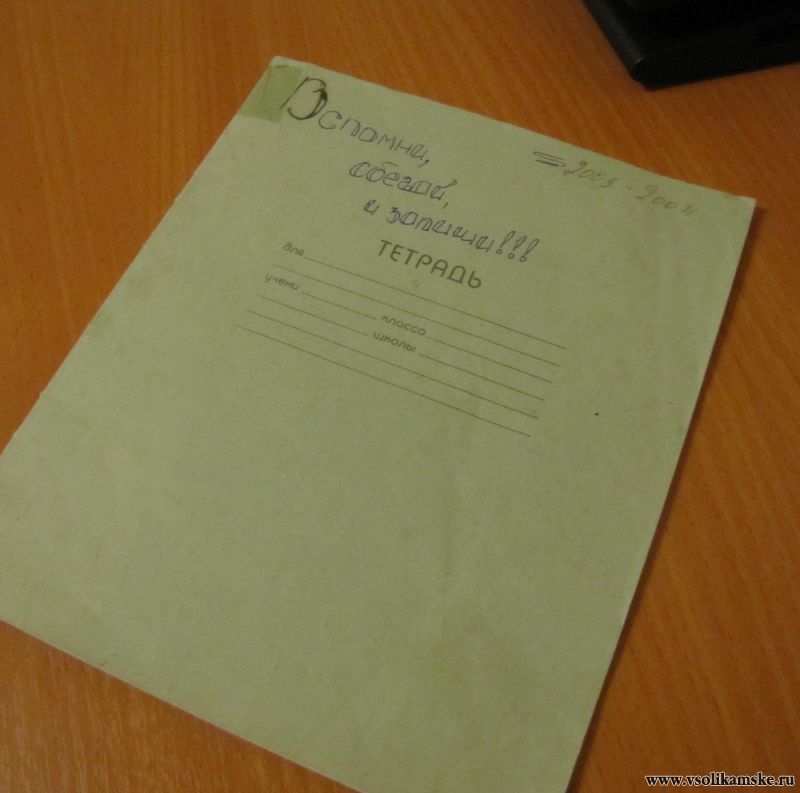 Вспомни,
сбегай,
и запиши!!!
2003 - 2004
ТЕТРАДЬ
для
учени класса
школы
www.vsolikamske.ru